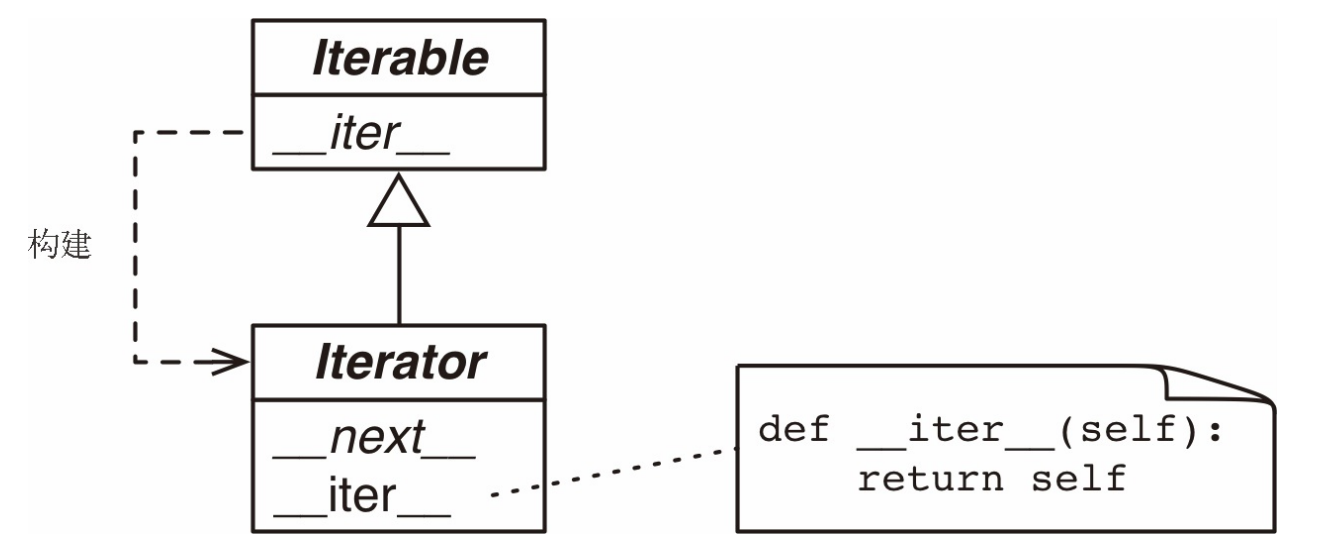 Iterable
__iter__
构建
Iterator
__next__
__iter__
def __iter__(self):
    return self